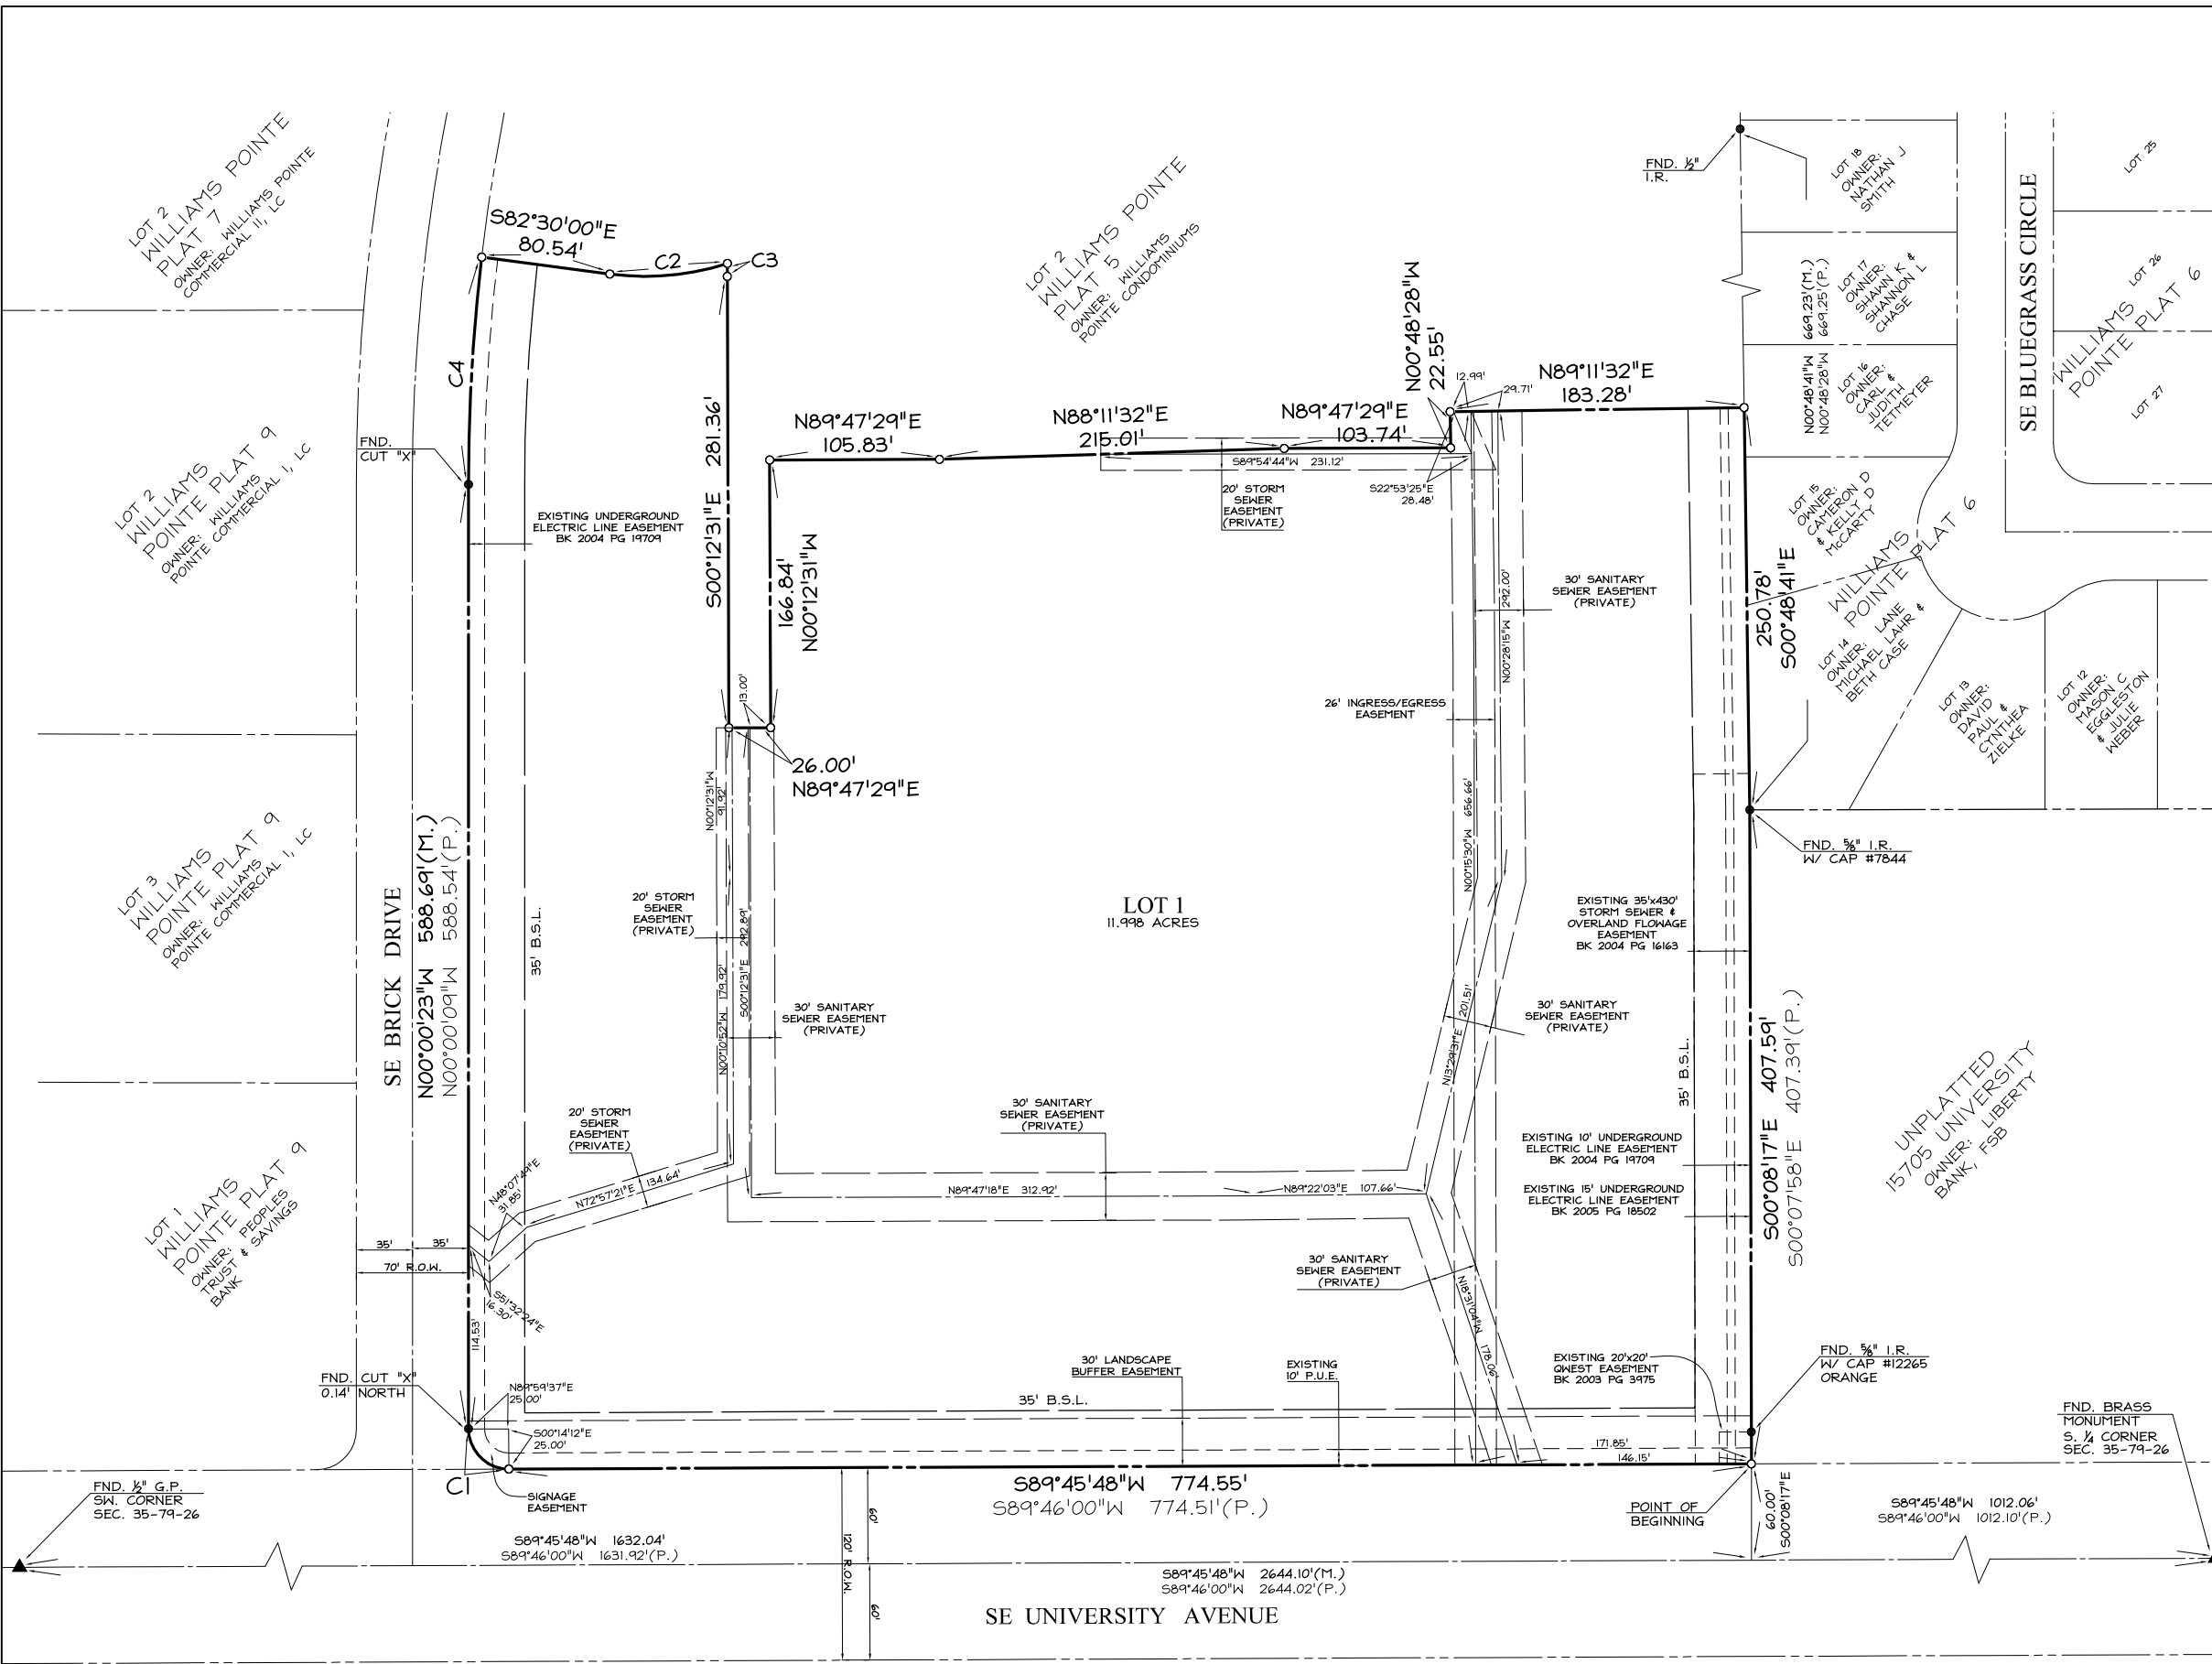 LOT 2
WILLIAMS POINTE
PLAT 7
OWNER: WILLIAMS POINTE
COMMERCIAL II, LC
S82°30'00"E
80.54'
C2
C3
C4
LOT 2
WILLIAMS POINTE
PLAT 5
OWNER: WILLIAMS
POINTE CONDOMINIUMS
FND. ½"
I.R.
LOT 18
OWNER:
NATHAN J
SMITH
LOT 17
OWNER:
SHAWN K &
SHANNON L
CHASE
LOT 16
OWNER:
CARL &
JUDITH
TETMEYER
N00°48'41"W 669.23'(M.)
N00°48'28"W 669.25'(P.)
SE BLUEGRASS CIRCLE
LOT 25
LOT 26
WILLIAMS
POINTE PLAT 6
LOT 27
N00°48'28"W
22.55'
12.99'
29.71'
N89°11'32"E
183.28'
N89°47'29"E
105.83'
N88°11'32"E
215.01'
N89°47'29"E
103.74'
S89°54'44"W 231.12'
S22°53'25"E
28.48'
20' STORM
SEWER
EASEMENT
(PRIVATE)
FND.
CUT "X"
LOT 2
WILLIAMS
POINTE PLAT 9
OWNER: WILLIAMS
POINTE COMMERCIAL I, LC
EXISTING UNDERGROUND
ELECTRIC LINE EASEMENT
BK 2004 PG 19709
S00°12'31"E 281.36'
166.84'
N00°12'31"W
13.00'
26.00'
N89°47'29"E
30' SANITARY
SEWER EASEMENT
(PRIVATE)
N00°28'15"W 292.00'
26' INGRESS/EGRESS
EASEMENT
N00°15'30"W 656.66'
250.78'
S00°48'41"E
LOT 15
OWNER:
CAMERON D
& KELLY D
McCARTY
WILLIAMS
POINTE PLAT 6
LOT 14
OWNER: LANE
MICHAEL LAHR &
BETH CASE
LOT 13
OWNER:
DAVID
PAUL &
CYNTHEA
ZIELKE
LOT 12
OWNER:
MASON C
EGGLESTON
& JULIE
WEBER
FND. ⅝" I.R.
W/ CAP #7844
LOT 3
WILLIAMS
POINTE PLAT 9
OWNER: WILLIAMS
POINTE COMMERCIAL I, LC
SE BRICK DRIVE
N00°00'23"W 588.69'(M.)
N00°00'09"W 588.54'(P.)
35' B.S.L.
N00°12'31"W
91.92'
20' STORM
SEWER
EASEMENT
(PRIVATE)
N00°10'52"W 179.92'
S00°12'31"E 292.89'
30' SANITARY
SEWER EASEMENT
(PRIVATE)
LOT 1
11.998 ACRES
EXISTING 35'x430'
STORM SEWER &
OVERLAND FLOWAGE
EASEMENT
BK 2004 PG 16163
30' SANITARY
SEWER EASEMENT
(PRIVATE)
N13°29'31"E 201.51'
35' B.S.L.
S00°08'17"E 407.59'
S00°07'58"E 407.39'(P.)
UNPLATTED
15705 UNIVERSITY
OWNER: LIBERTY
BANK, FSB
20' STORM
SEWER
EASEMENT
(PRIVATE)
30' SANITARY
SEWER EASEMENT
(PRIVATE)
EXISTING 10' UNDERGROUND
ELECTRIC LINE EASEMENT
BK 2004 PG 19709
EXISTING 15' UNDERGROUND
ELECTRIC LINE EASEMENT
BK 2005 PG 18502
N48°07'49"E
31.85'
N72°57'21"E 134.64'
N89°47'18"E 312.92'
N89°22'03"E 107.66'
LOT 1
WILLIAMS
POINTE PLAT 9
OWNER: PEOPLES
TRUST & SAVINGS
BANK
35'
35'
70' R.O.W.
S51°32'24"E
16.30'
114.53'
30' SANITARY
SEWER EASEMENT
(PRIVATE)
N18°31'04"W 178.06'
FND. CUT "X"
0.14' NORTH
N89°59'37"E
25.00'
S00°14'12"E
25.00'
30' LANDSCAPE
BUFFER EASEMENT
35' B.S.L.
EXISTING
10' P.U.E.
EXISTING 20'x20'
QWEST EASEMENT
BK 2003 PG 3975
FND. ⅝" I.R.
W/ CAP #12265
ORANGE
FND. BRASS
MONUMENT
S. ¼ CORNER
SEC. 35-79-26
171.85'
146.15'
C1
SIGNAGE
EASEMENT
FND. ½" G.P.
SW. CORNER
SEC. 35-79-26
S89°45'48"W 774.55'
S89°46'00"W 774.51'(P.)
POINT OF
BEGINNING
60.00'
S00°08'17"E
S89°45'48"W 1012.06'
S89°46'00"W 1012.10'(P.)
S89°45'48"W 1632.04'
S89°46'00"W 1631.92'(P.)
60'
120' R.O.W.
60'
S89°45'48"W 2644.10'(M.)
S89°46'00"W 2644.02'(P.)
SE UNIVERSITY AVENUE